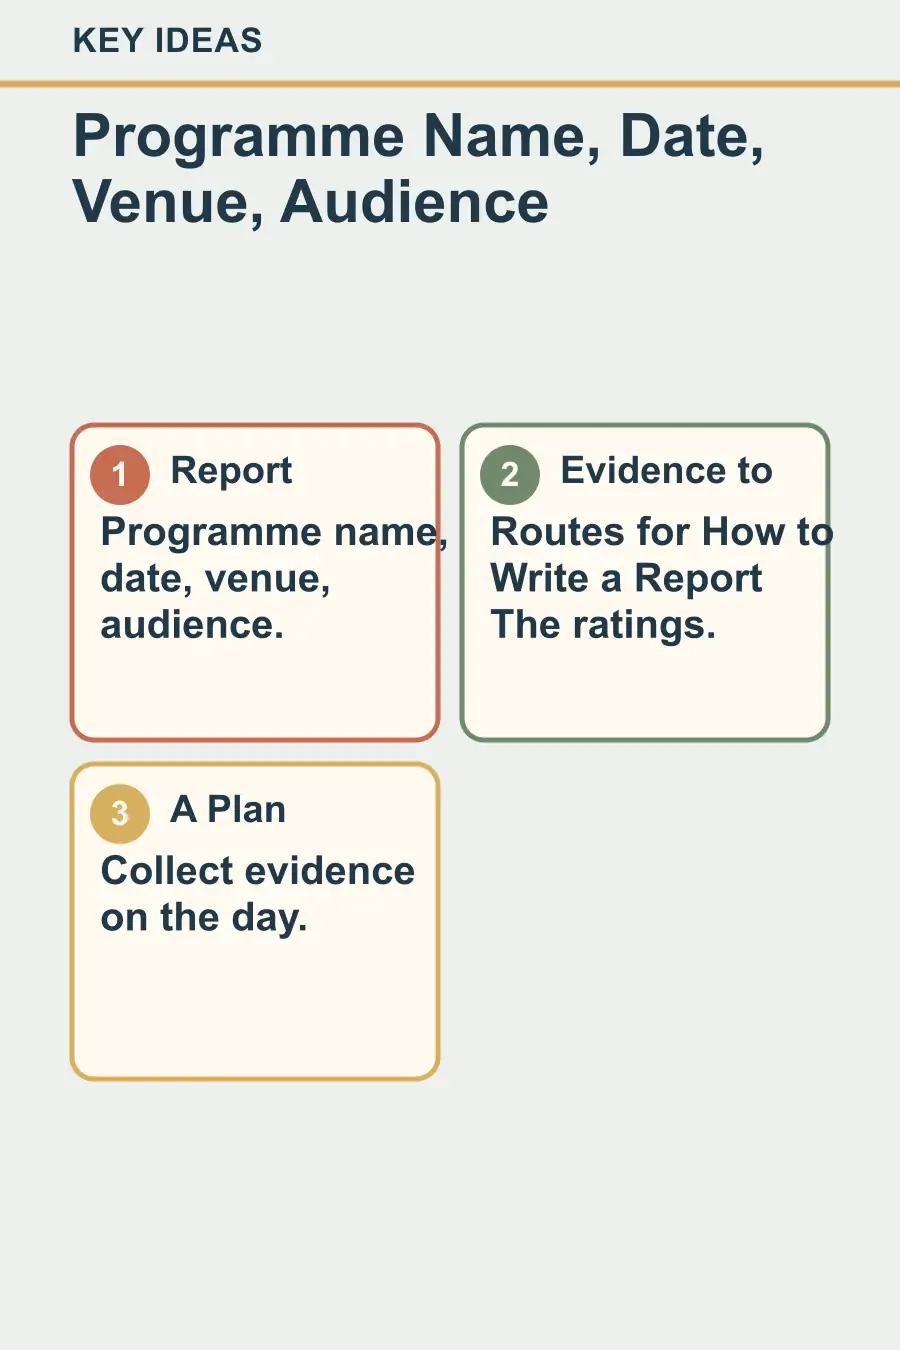 KEY IDEAS
Programme Name, Date,
Venue, Audience
1 Report
Programme name,
date, venue,
audience.
2 Evidence to
Routes for How to
Write a Report
The ratings.
3 A Plan
Collect evidence
on the day.